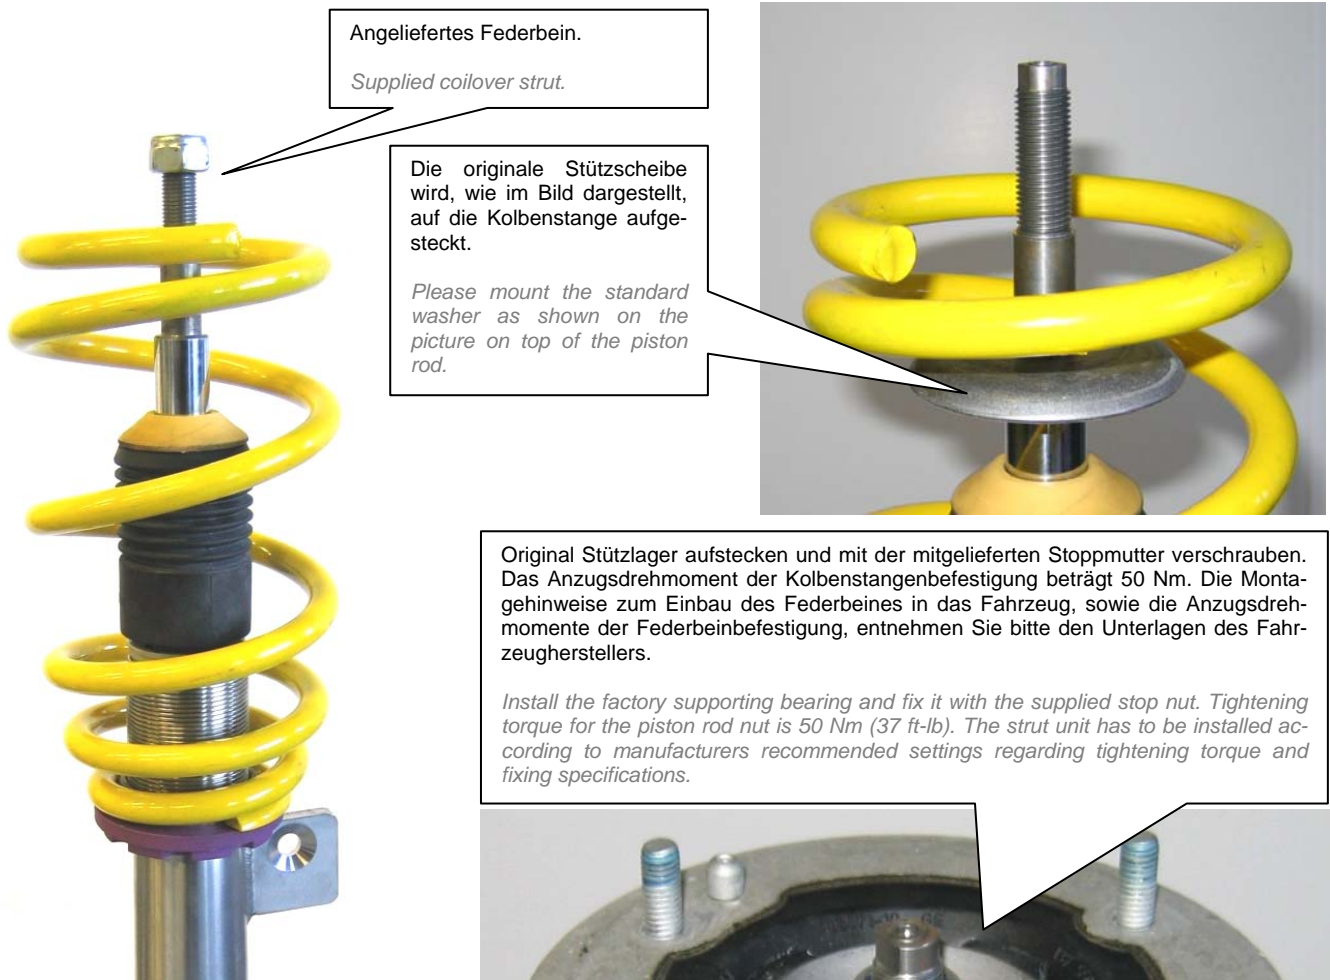 Angeliefertes Federbein.
Supplied coilover strut.
Die originale Stützscheibe
wird, wie im Bild dargestellt,
auf die Kolbenstange aufge-
steckt.
Please mount the standard
washer as shown on the
picture on top of the piston
rod.
Original Stützlager aufstecken und mit der mitgelieferten Stoppmutter verschrauben.
Das Anzugsdrehmoment der Kolbenstangenbefestigung beträgt 50 Nm. Die Monta-
gehinweise zum Einbau des Federbeines in das Fahrzeug, sowie die Anzugsdreh-
momente der Federbeinbefestigung, entnehmen Sie bitte den Unterlagen des Fahr-
zeugherstellers.
Install the factory supporting bearing and fix it with the supplied stop nut. Tightening
torque for the piston rod nut is 50 Nm (37 ft-lb). The strut unit has to be installed ac-
cording to manufacturers recommended settings regarding tightening torque and
fixing specifications.